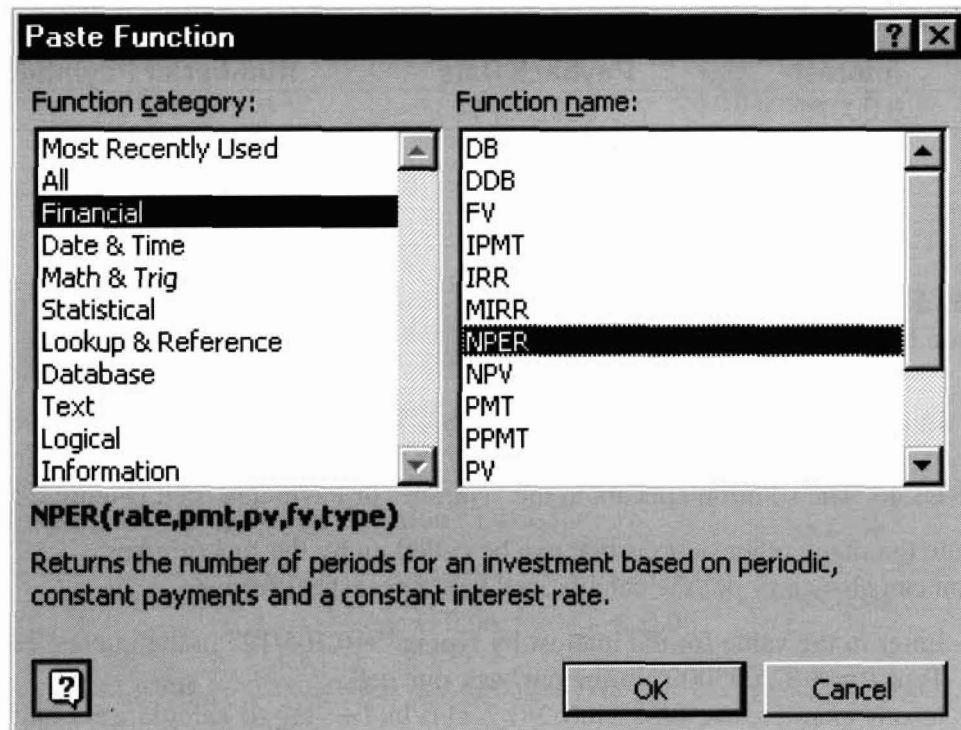 Paste Function
Function category:
Most Recently Used
All
Financial
Date & Time
Math & Trig
Statistical
Lookup & Reference
Database
Text
Logical
Information
Function name:
DB
DDB
FV
IPMT
IRR
MIRR
NPER
NPV
PMT
PPMT
PV
NPER(rate,pmt,pv,fv,type)
Returns the number of periods for an investment based on periodic,
constant payments and a constant interest rate.
OK
Cancel